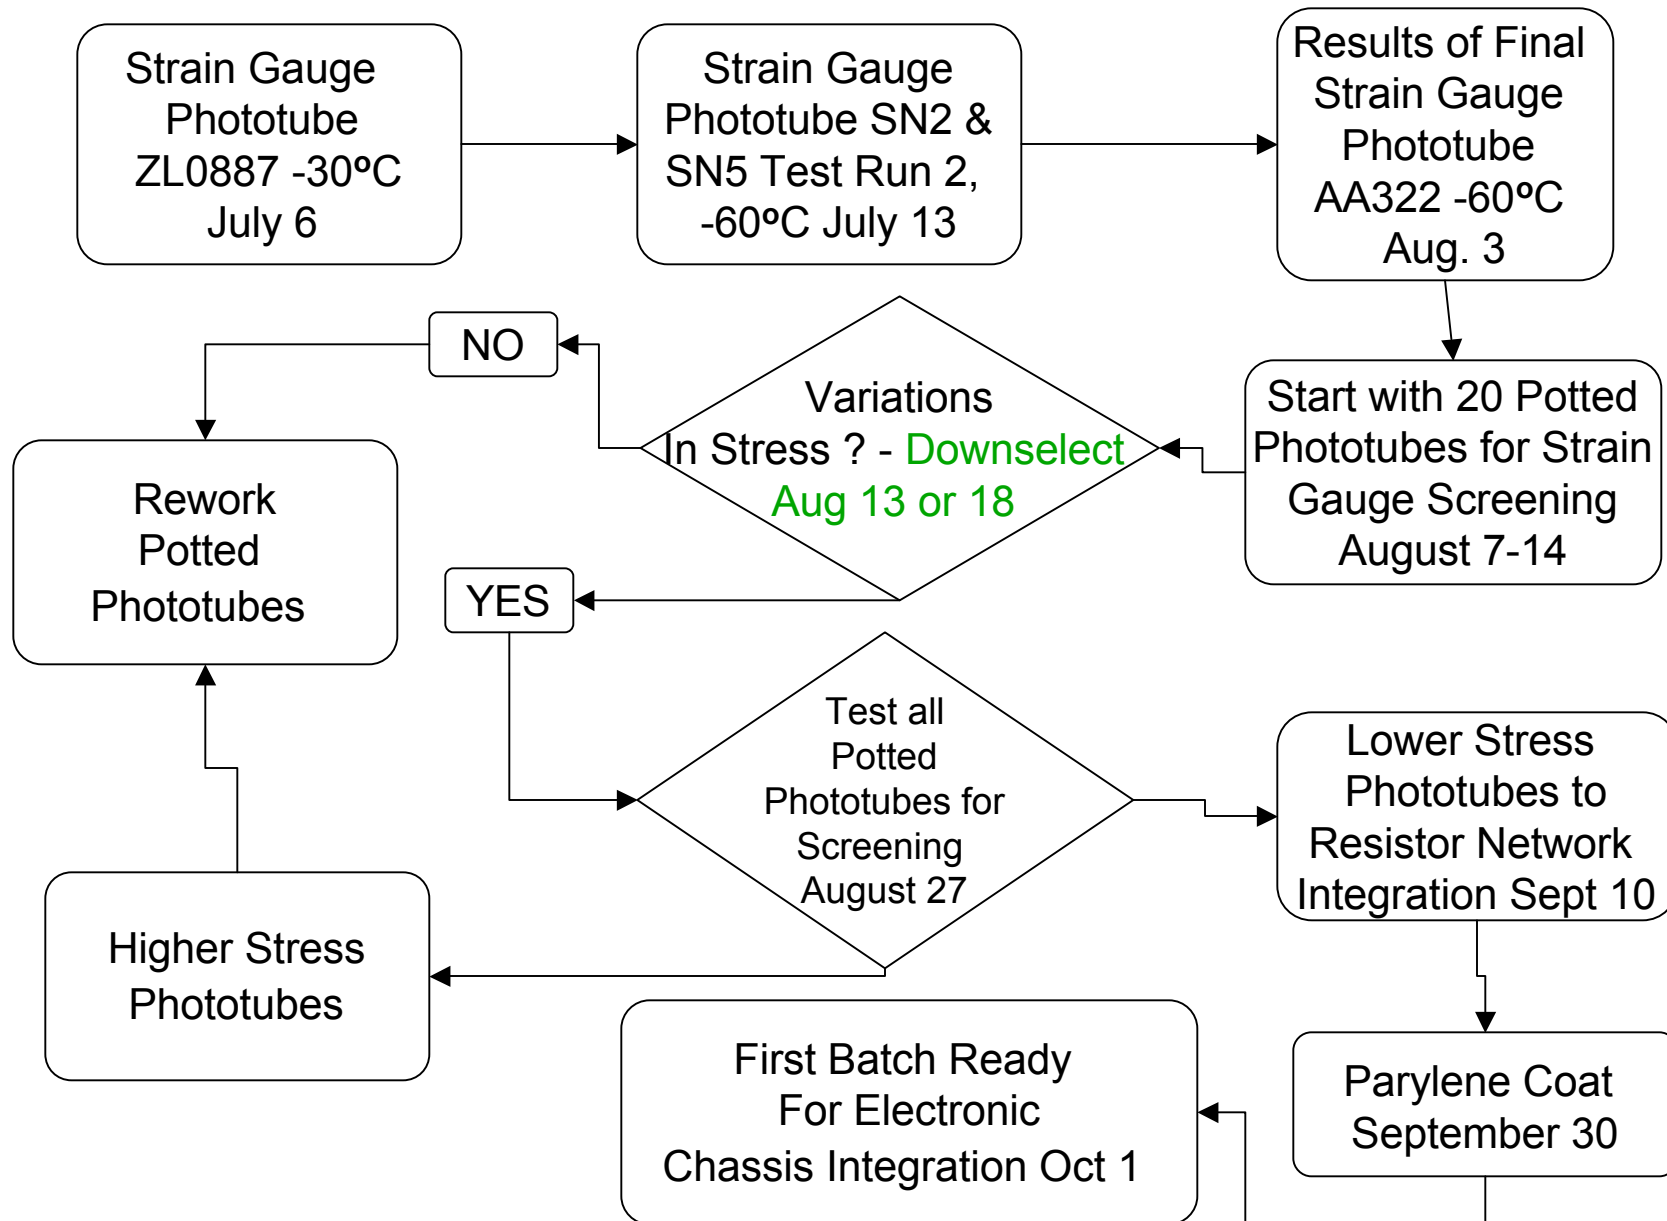 Strain Gauge
Phototube
ZL0887 -30ºC
July 6
Strain Gauge
Phototube SN2 &
SN5 Test Run 2,
-60ºC July 13
Results of Final
Strain Gauge
Phototube
AA322 -60ºC
Aug. 3
NO
Variations
In Stress ? - Downselect
Aug 13 or 18
Start with 20 Potted
Phototubes for Strain
Gauge Screening
August 7-14
Rework
Potted
Phototubes
YES
Test all
Potted
Phototubes for
Screening
August 27
Lower Stress
Phototubes to
Resistor Network
Integration Sept 10
Higher Stress
Phototubes
First Batch Ready
For Electronic
Chassis Integration Oct 1
Parylene Coat
September 30